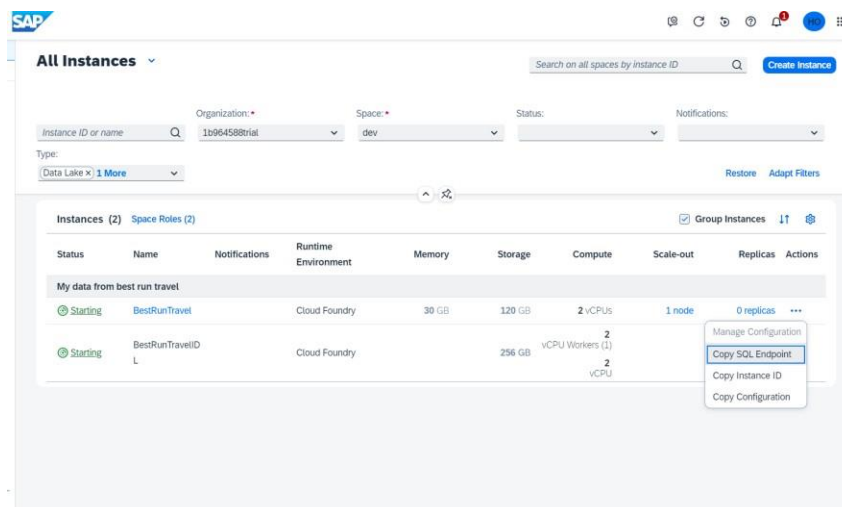 SAP
1
HO
All Instances
Search on all spaces by instance ID
Create Instance
Organization:*
Space:*
Status:
Notifications:
Instance ID or name
1b964588trial
dev
Type:
Data Lake × 1 More
Restore Adapt Filters
Instances (2) Space Roles (2)
Group Instances
Status Name Notifications Runtime Environment Memory Storage Compute Scale-out Replicas Actions
My data from best run travel
Starting BestRunTravel Cloud Foundry 30 GB 120 GB 2 vCPUs 1 node 0 replicas
Starting BestRunTravelID
L
Cloud Foundry 256 GB
2
vCPU Workers (1)
2
vCPU
Manage Configuration
Copy SQL Endpoint
Copy Instance ID
Copy Configuration